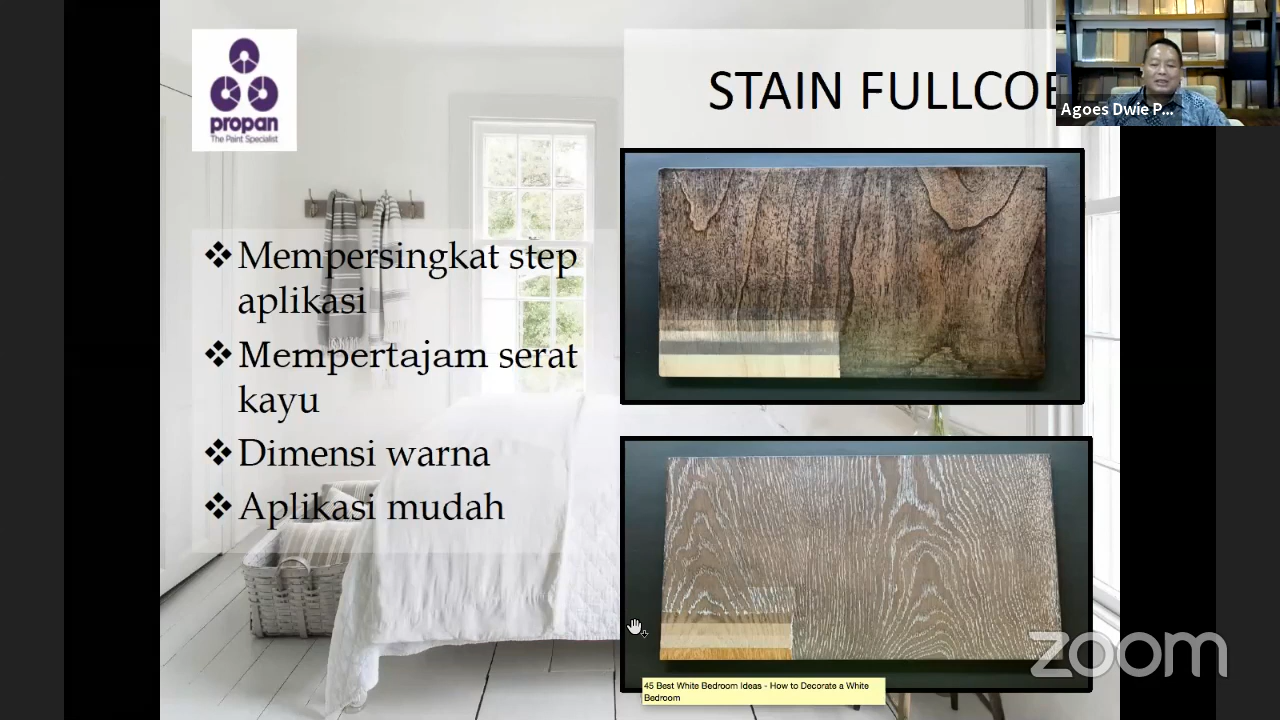 propan
The Paint Specialist
STAIN FULLCOE
Agoes Dwie P...
❖Mempersingkat step
aplikasi
❖Mempertajam serat
kayu
❖Dimensi warna
❖Aplikasi mudah
zoom
45 Best White Bedroom Ideas - How to Decorate a White
Bedroom